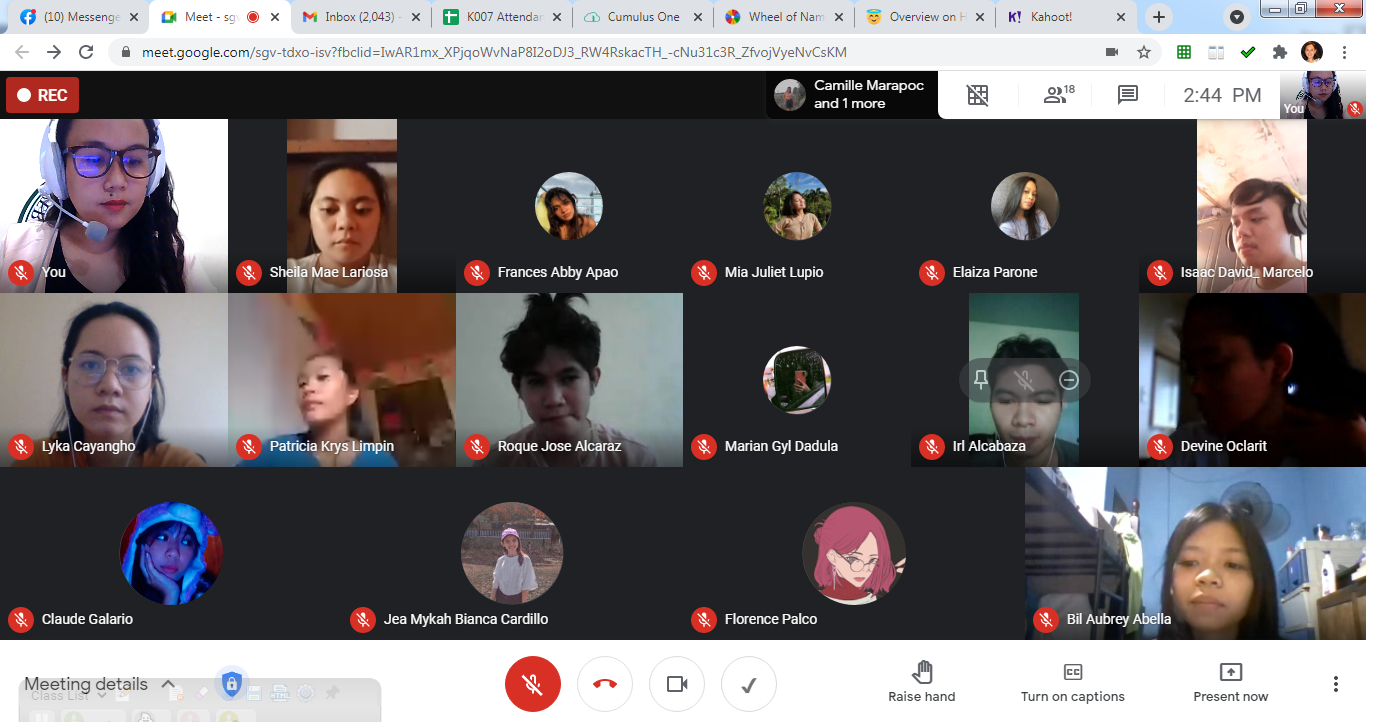 (10) Messenge
Meet - sgv
Inbox (2,043) -
K007 Attendan
Cumulus One
Wheel of Nam
Overview on H
Kahoot!
meet.google.com/sgv-tdxo-isv?fbclid=IwAR1mx_XPjqoWvNaP8I2oDJ3_RW4RskacTH_-cNu31c3R_ZfvojVyeNvCsKM
REC
Camille Marapoc
and 1 more
18
2:44 PM
You
You
Sheila Mae Lariosa
Frances Abby Apao
Mia Juliet Lupio
Elaiza Parone
Isaac David_ Marcelo
Lyka Cayangho
Patricia Krys Limpin
Roque Jose Alcaraz
Marian Gyl Dadula
Irl Alcabaza
Devine Oclarit
Claude Galario
Jea Mykah Bianca Cardillo
Florence Palco
Bil Aubrey Abella
Meeting details
Class List
Raise hand
Turn on captions
Present now